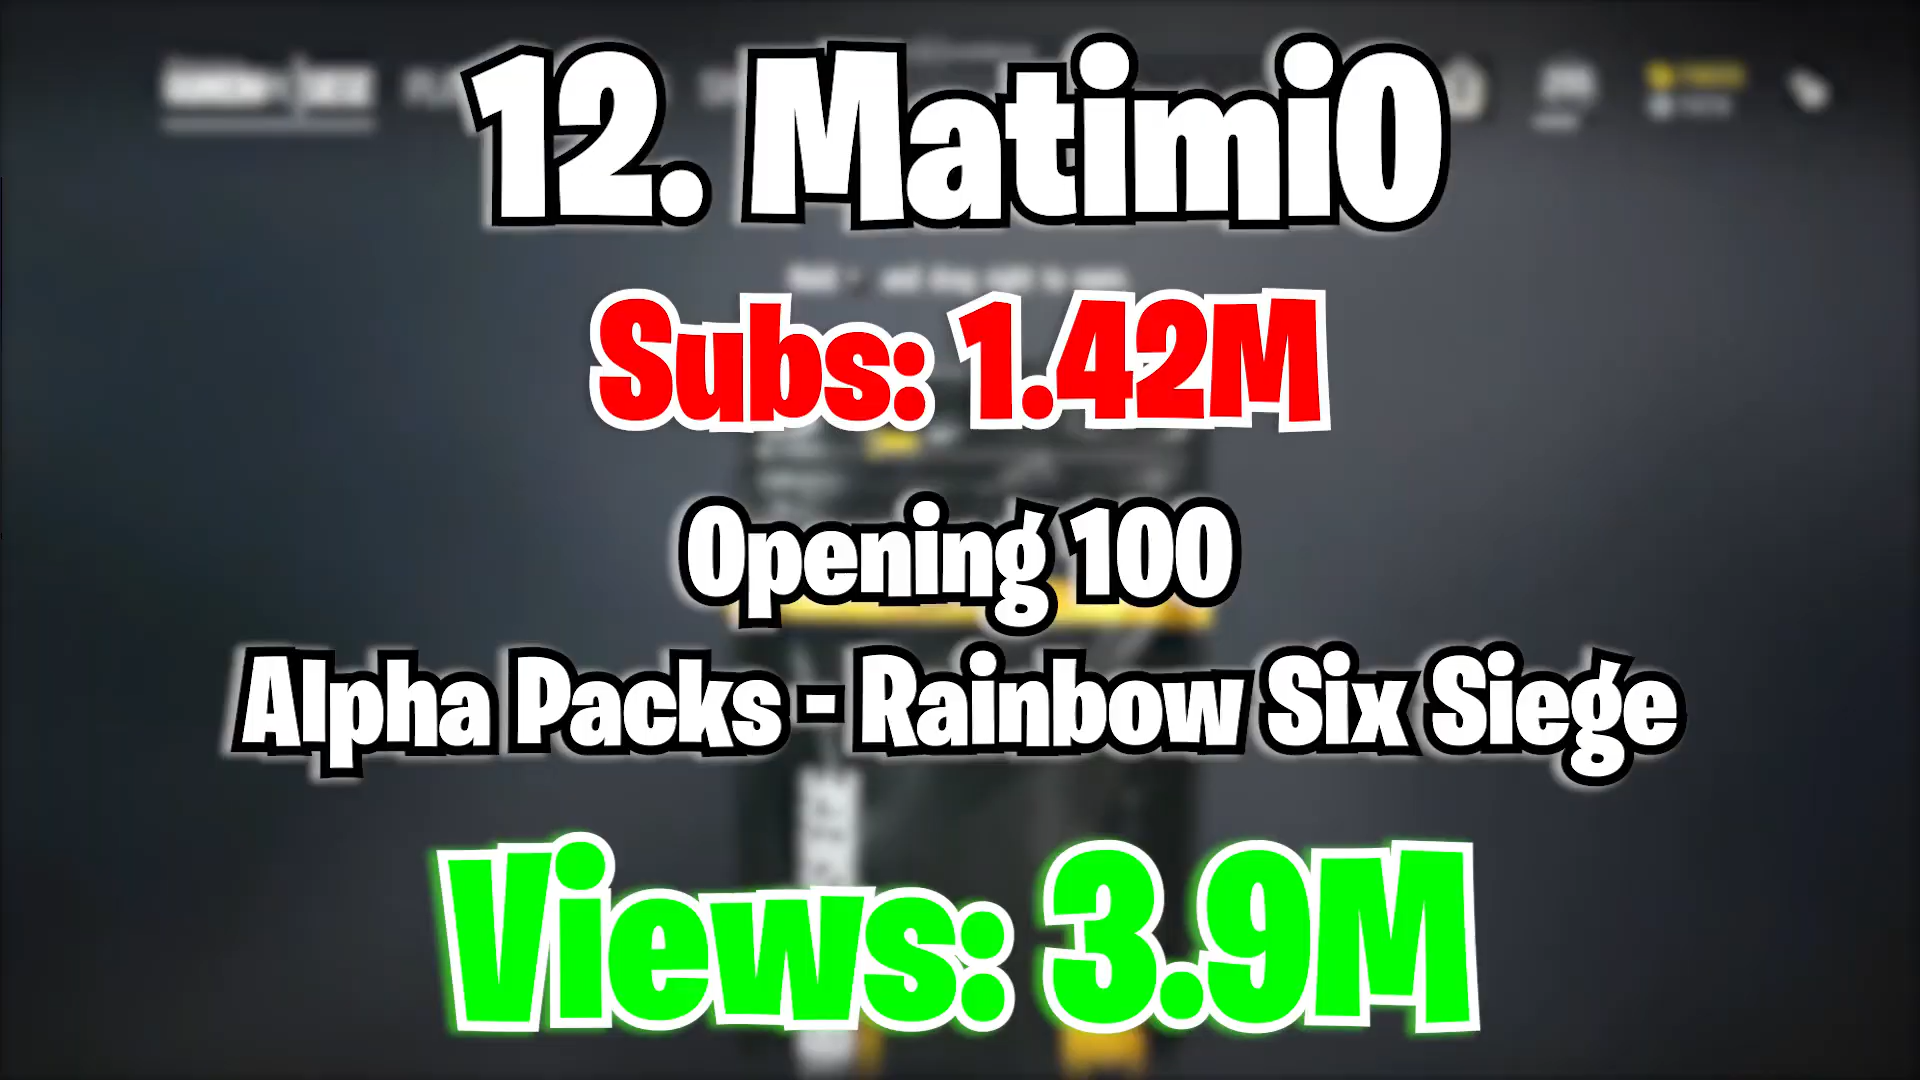 12. Matimi0
Subs: 1.42M
Opening 100
Alpha Packs - Rainbow Six Siege
Views: 3.9M